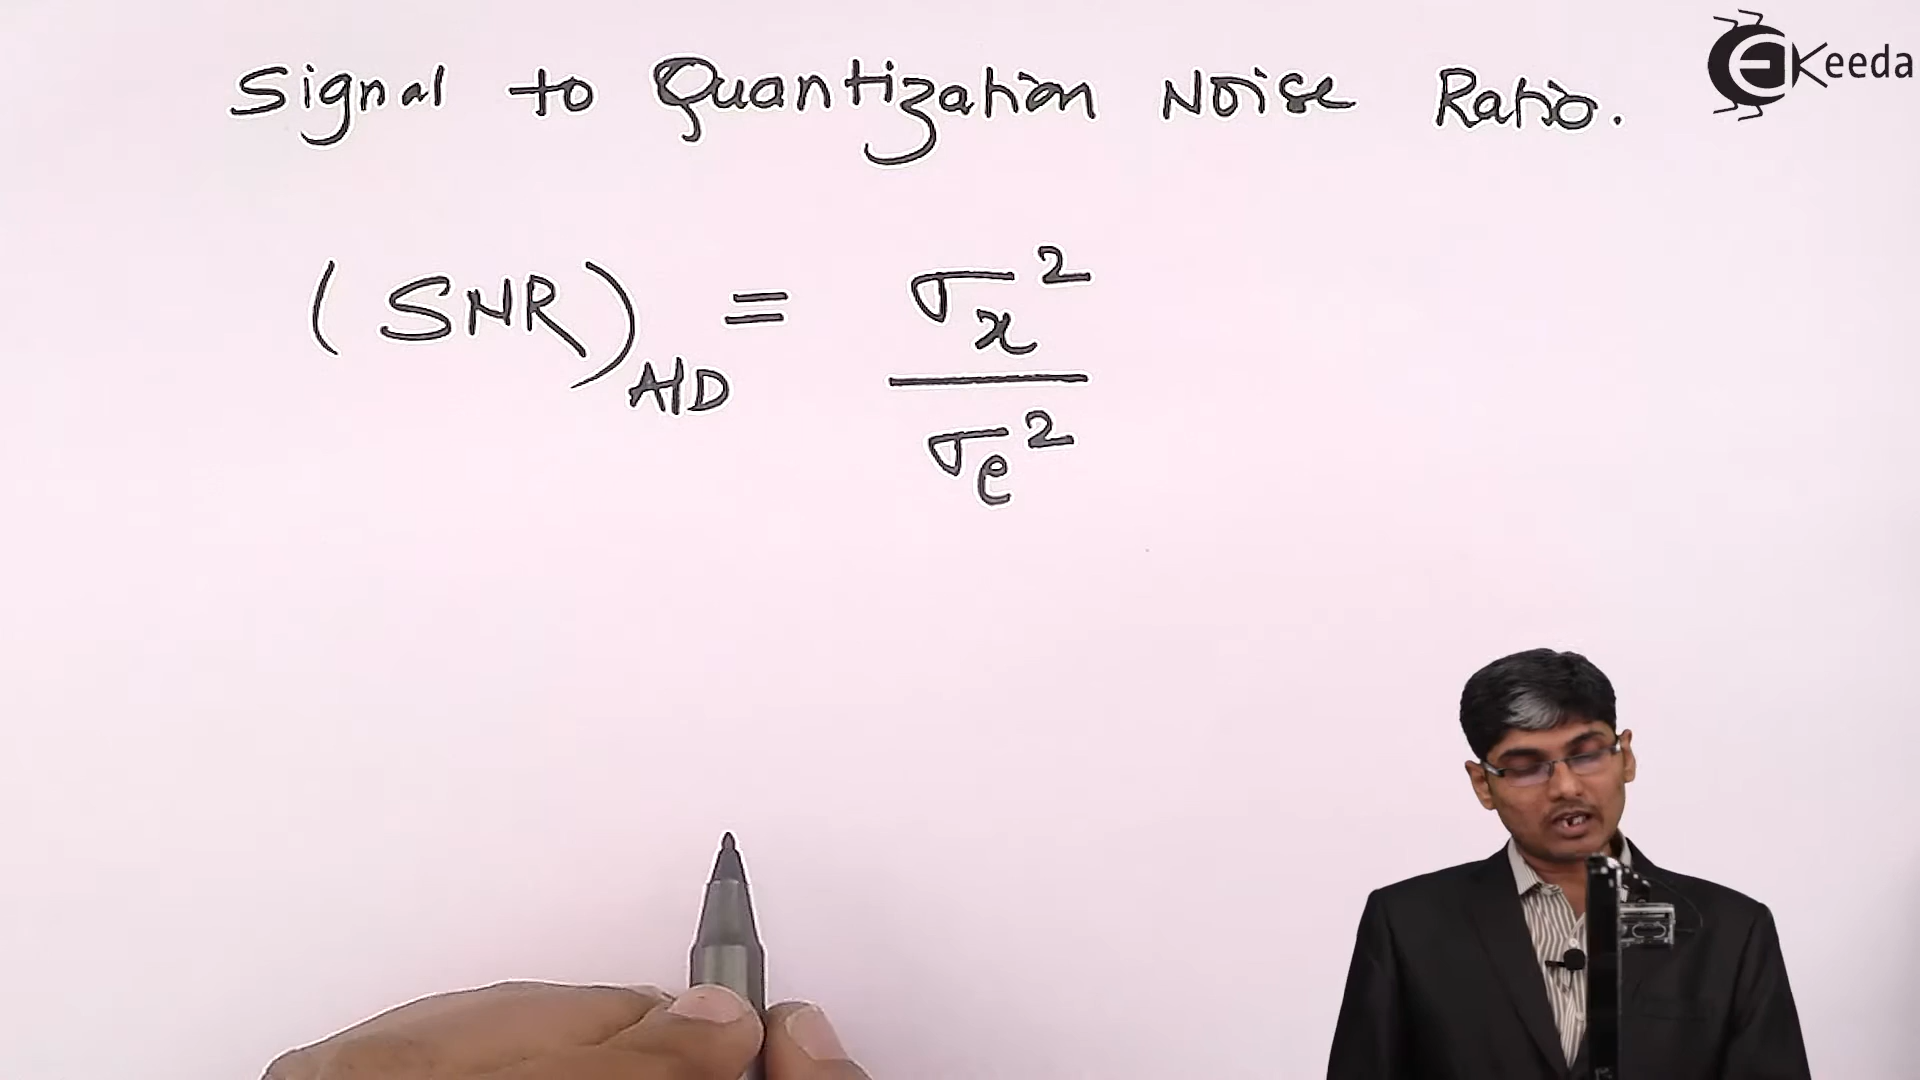 Signal to Quantization Noise Ratio.
EKeeda
(SNR)A/D = σx²
σe²